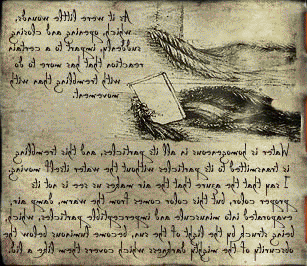 As it were little wounds,
which, opening and closing
suddenly, impart to a certain
reaction that has more to do
with trembling than with
movement.
Water is homogeneous in all its particles, and this trembling
is transmitted to its particles without the water itself moving.
I say that the azure that the air makes us see is not its
proper color, but this color comes from warm, damp air,
evaporated into minuscule and imperceptible particles, which,
being struck by the light of the sun, become luminous below the
obscurity of the mighty darkness which covers them like a lid.